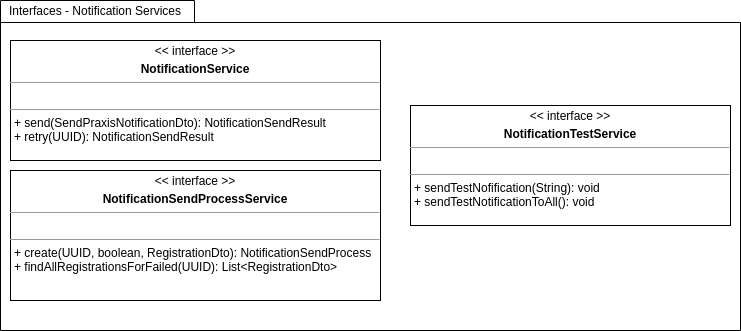 Interfaces - Notification Services
<< interface >>
NotificationService
+ send(SendPraxisNotificationDto): NotificationSendResult
+ retry(UUID): NotificationSendResult
<< interface >>
NotificationSendProcessService
+ create(UUID, boolean, RegistrationDto): NotificationSendProcess
+ findAllRegistrationsForFailed(UUID): List<RegistrationDto>
<< interface >>
NotificationTestService
+ sendTestNofification(String): void
+ sendTestNotificationToAll(): void